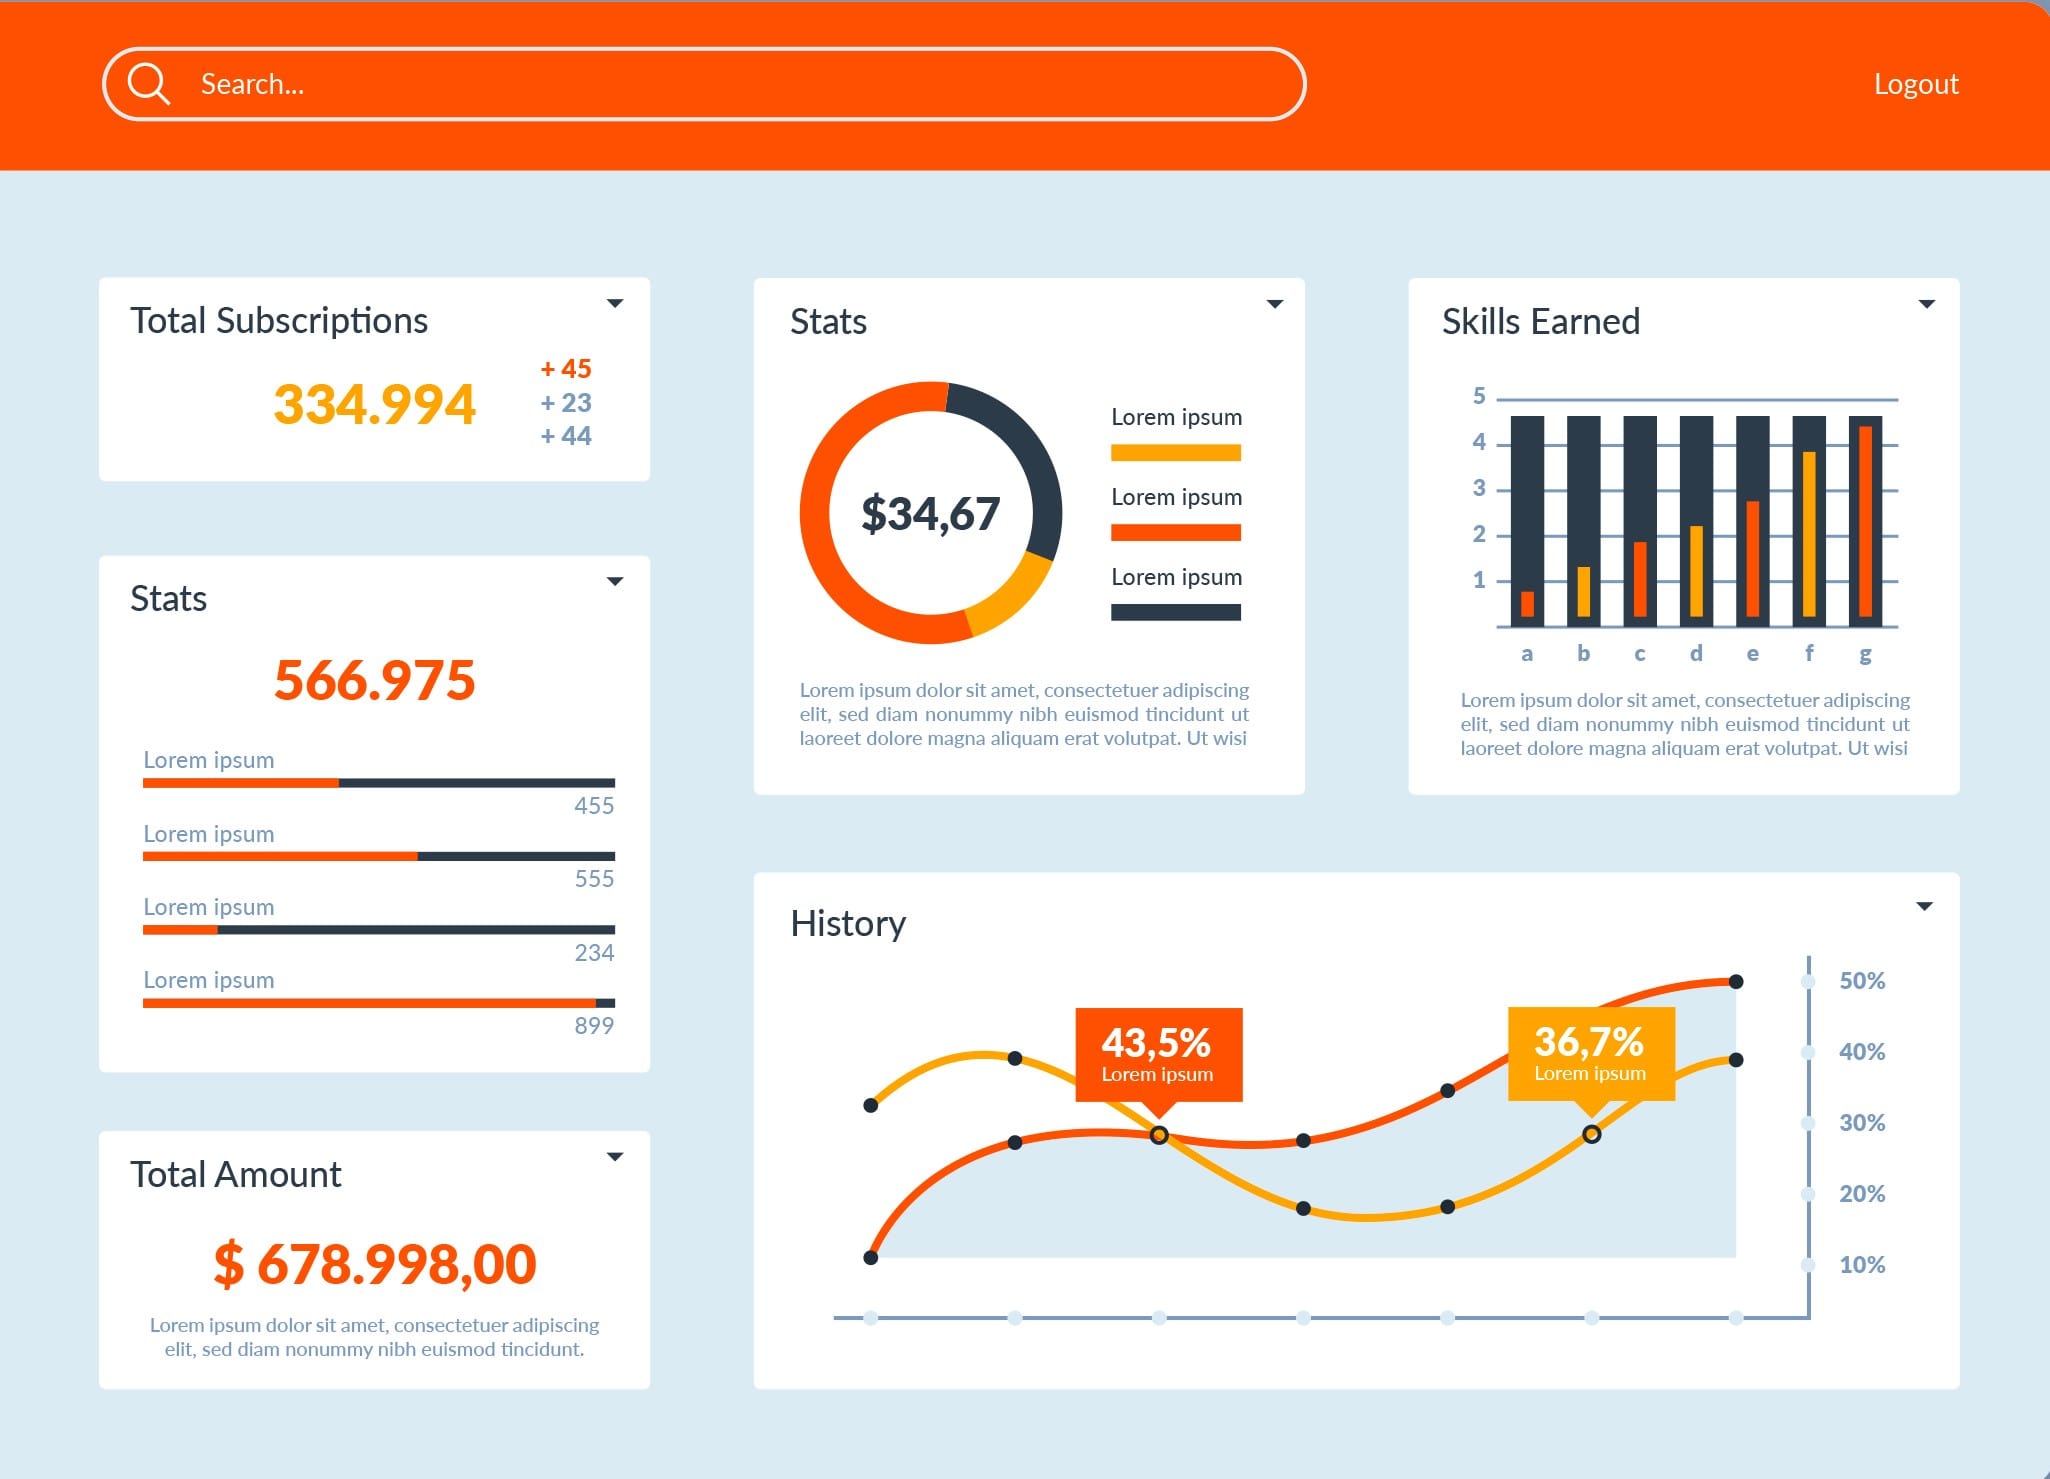 Search...
Logout
Total Subscriptions
334.994
+ 45
+ 23
+ 44
Stats
566.975
Lorem ipsum
455
Lorem ipsum
555
Lorem ipsum
234
Lorem ipsum
899
Total Amount
$ 678.998,00
Lorem ipsum dolor sit amet, consectetuer adipiscing
elit, sed diam nonummy nibh euismod tincidunt.
Stats
$34,67
Lorem ipsum
Lorem ipsum
Lorem ipsum
Lorem ipsum dolor sit amet, consectetuer adipiscing
elit, sed diam nonummy nibh euismod tincidunt ut
laoreet dolore magna aliquam erat volutpat. Ut wisi
Skills Earned
5
4
3
2
1
a b c d e f g
Lorem ipsum dolor sit amet, consectetuer adipiscing
elit, sed diam nonummy nibh euismod tincidunt ut
laoreet dolore magna aliquam erat volutpat. Ut wisi
History
43,5%
Lorem ipsum
36,7%
Lorem ipsum
50%
40%
30%
20%
10%